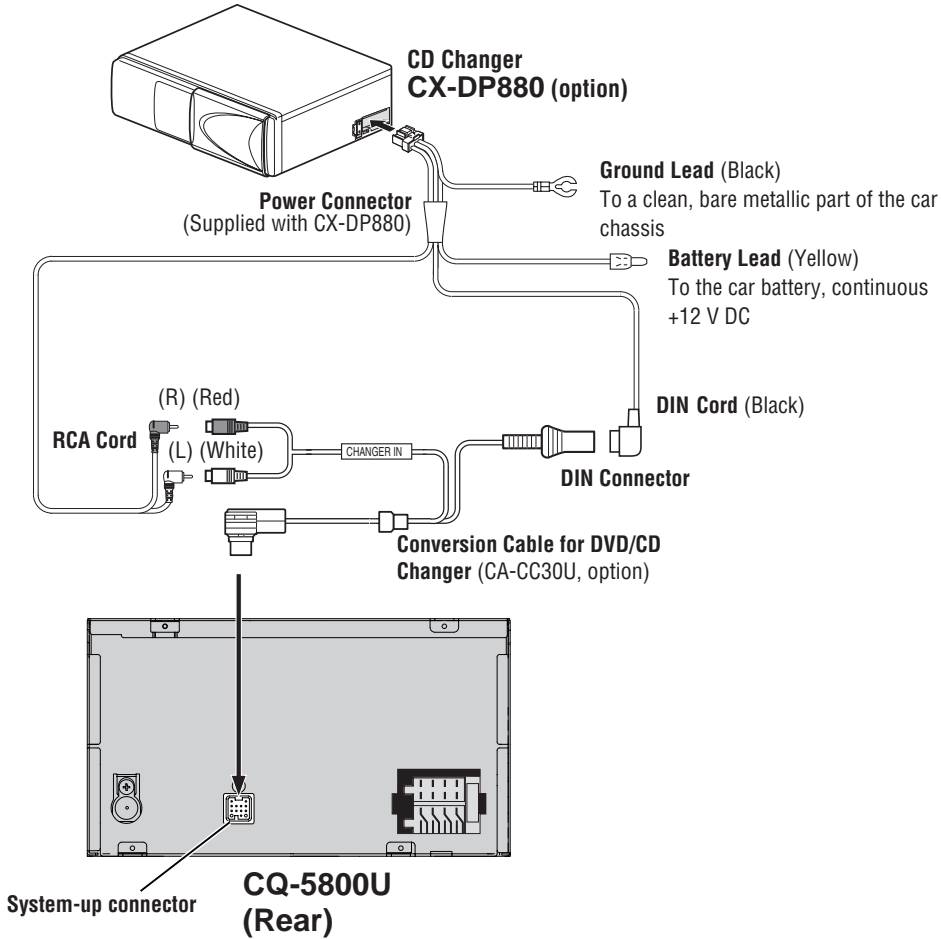 CD Changer
CX-DP880 (option)
Ground Lead (Black)
To a clean, bare metallic part of the car
chassis
Power Connector
(Supplied with CX-DP880)
Battery Lead (Yellow)
To the car battery, continuous
+12 V DC
(R) (Red)
DIN Cord (Black)
RCA Cord
(L) (White)
CHANGER IN
DIN Connector
Conversion Cable for DVD/CD
Changer (CA-CC30U, option)
System-up connector
CQ-5800U
(Rear)